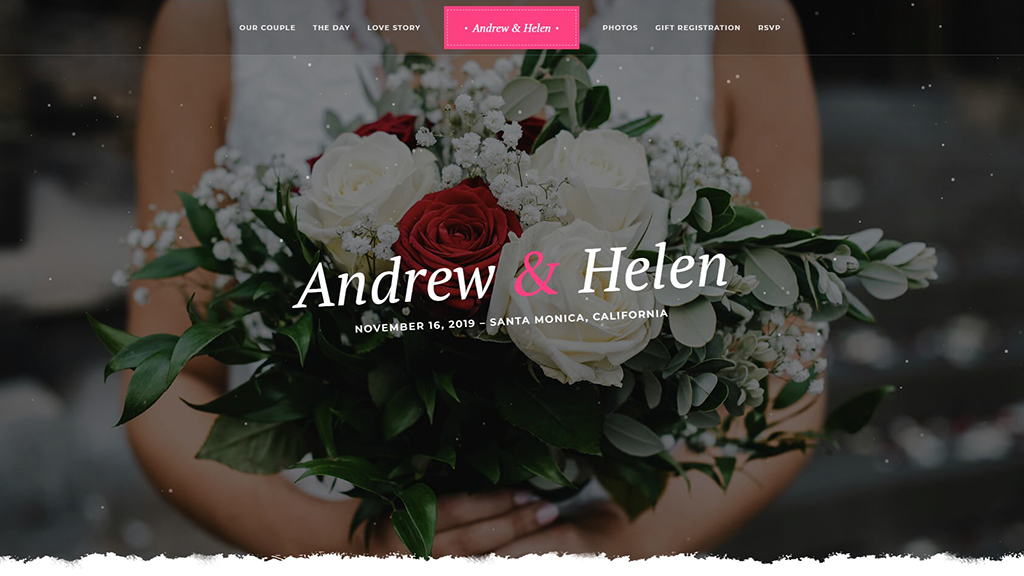 OUR COUPLE THE DAY LOVE STORY • Andrew & Helen • PHOTOS GIFT REGISTRATION RSVP
Andrew & Helen
NOVEMBER 16, 2019 – SANTA MONICA, CALIFORNIA